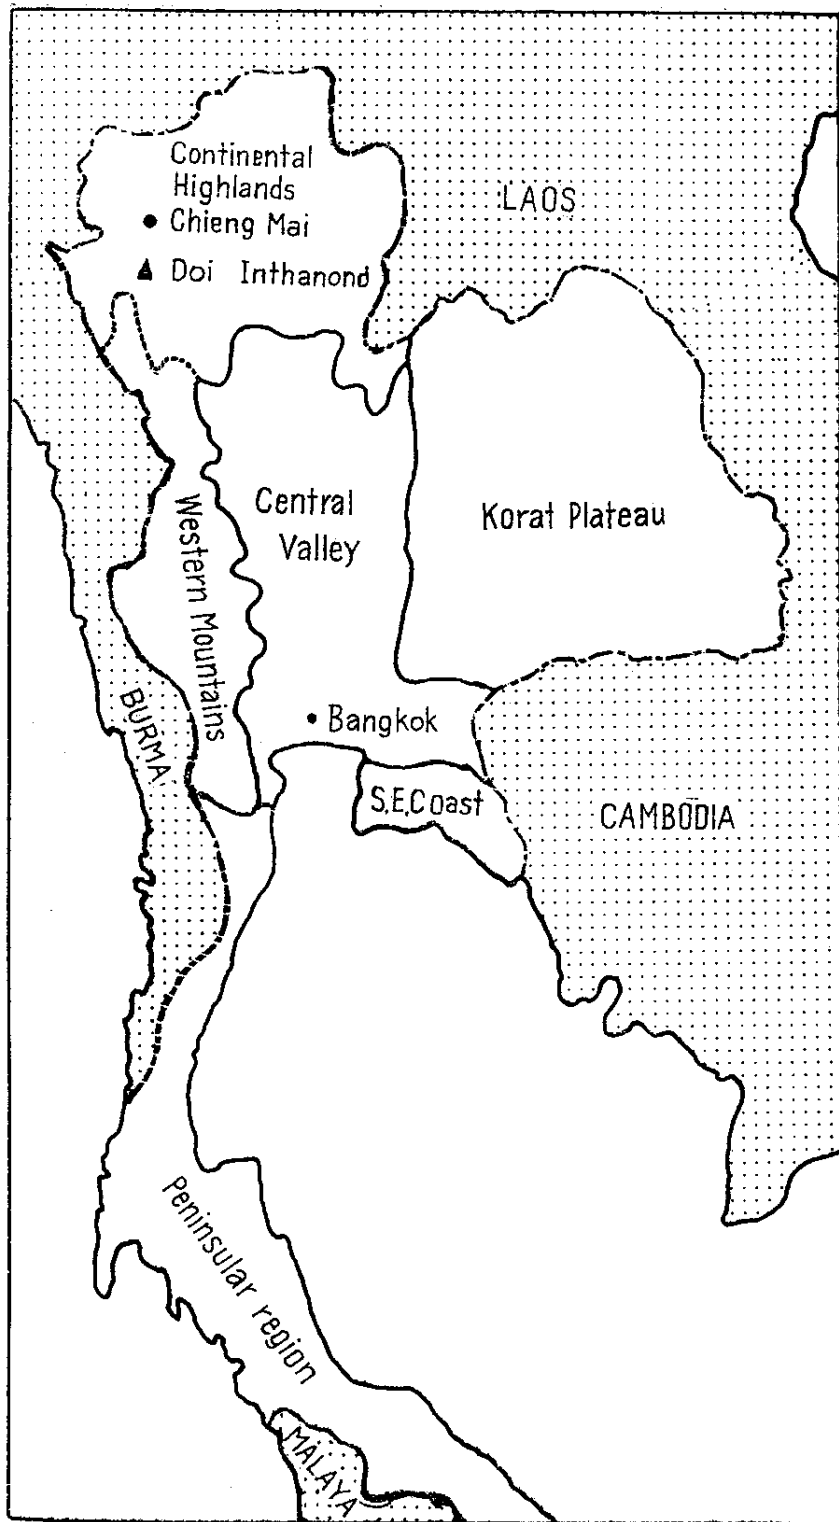 Continental
Highlands
Chieng Mai
Doi Inthanond
LAOS
Central
Valley
Korat Plateau
Western Mountains
BURMA
Bangkok
S.E.Coast
CAMBODIA
Peninsular region
MALAYA